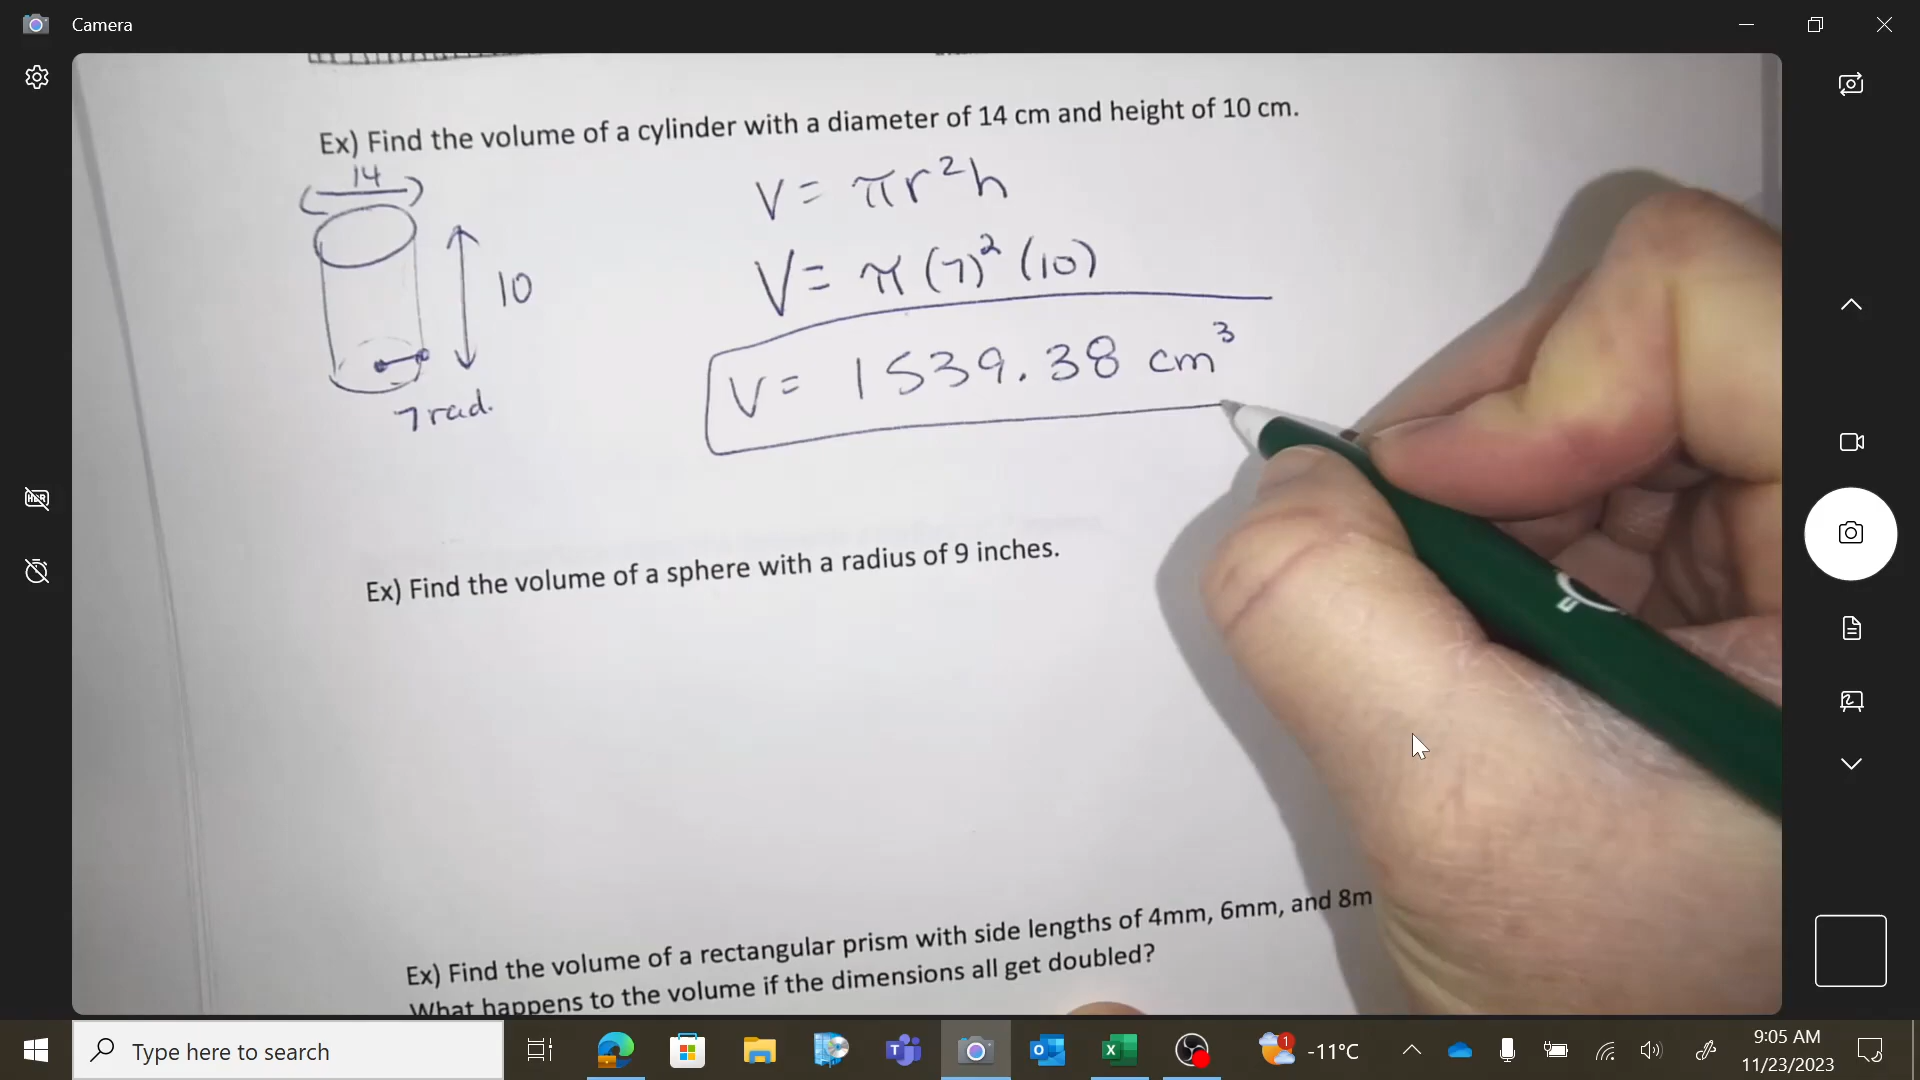 Camera
Ex) Find the volume of a cylinder with a diameter of 14 cm and height of 10 cm.
14
10
7 rad.
V = πr²h
V = π(7)²(10)
V = 1539.38 cm³
Ex) Find the volume of a sphere with a radius of 9 inches.
Ex) Find the volume of a rectangular prism with side lengths of 4mm, 6mm, and 8m
What happens to the volume if the dimensions all get doubled?
Type here to search
1
-11°C
9:05 AM
11/23/2023